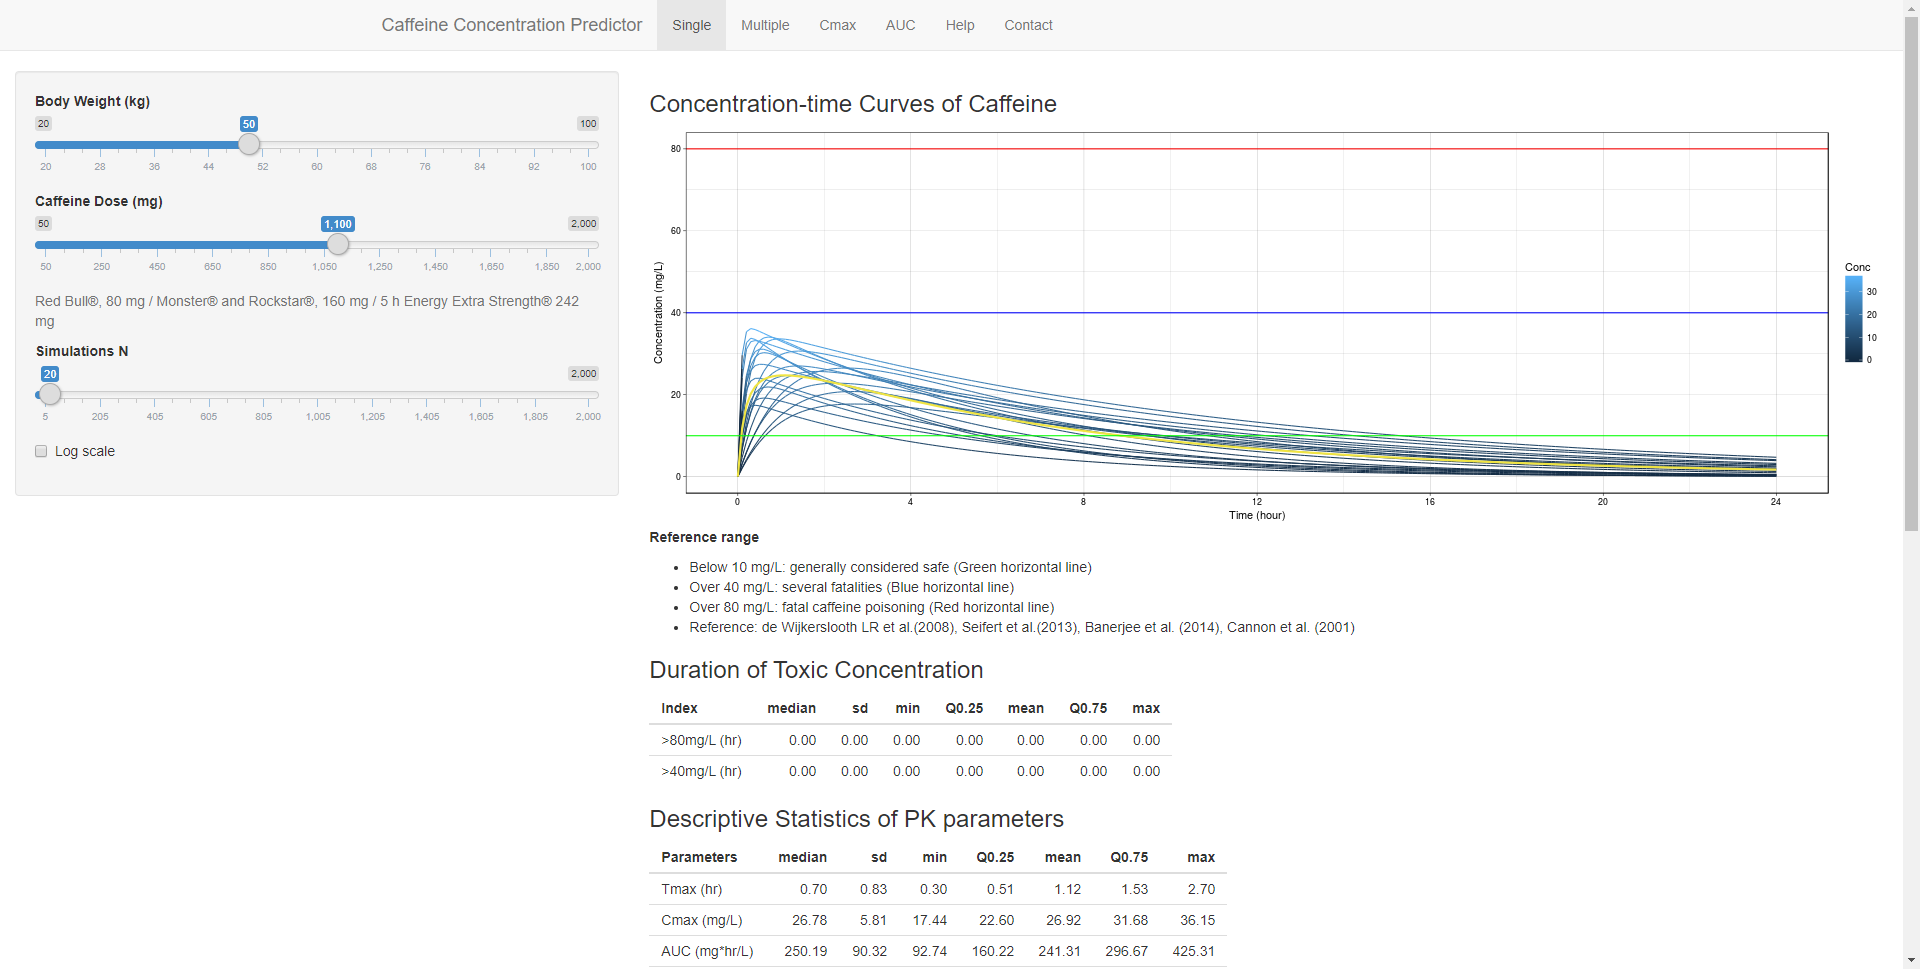 Caffeine Concentration Predictor Single Multiple Cmax AUC Help Contact
Body Weight (kg)
20 50 100
20 28 36 44 52 60 68 76 84 92 100
Caffeine Dose (mg)
50 1,100 2,000
50 250 450 650 850 1,050 1,250 1,450 1,650 1,850 2,000
Red Bull®, 80 mg / Monster® and Rockstar®, 160 mg / 5 h Energy Extra Strength® 242
mg
Simulations N
20 2,000
5 205 405 605 805 1,005 1,205 1,405 1,605 1,805 2,000
Log scale
Concentration-time Curves of Caffeine
Concentration (mg/L)
80
60
40
20
0
0 4 8 12 16 20 24
Time (hour)
Conc
30
20
10
0
Reference range
• Below 10 mg/L: generally considered safe (Green horizontal line)
• Over 40 mg/L: several fatalities (Blue horizontal line)
• Over 80 mg/L: fatal caffeine poisoning (Red horizontal line)
• Reference: de Wijkerslooth LR et al.(2008), Seifert et al.(2013), Banerjee et al. (2014), Cannon et al. (2001)
Duration of Toxic Concentration
Index median sd min Q0.25 mean Q0.75 max
>80mg/L (hr) 0.00 0.00 0.00 0.00 0.00 0.00 0.00
>40mg/L (hr) 0.00 0.00 0.00 0.00 0.00 0.00 0.00
Descriptive Statistics of PK parameters
Parameters median sd min Q0.25 mean Q0.75 max
Tmax (hr) 0.70 0.83 0.30 0.51 1.12 1.53 2.70
Cmax (mg/L) 26.78 5.81 17.44 22.60 26.92 31.68 36.15
AUC (mg*hr/L) 250.19 90.32 92.74 160.22 241.31 296.67 425.31